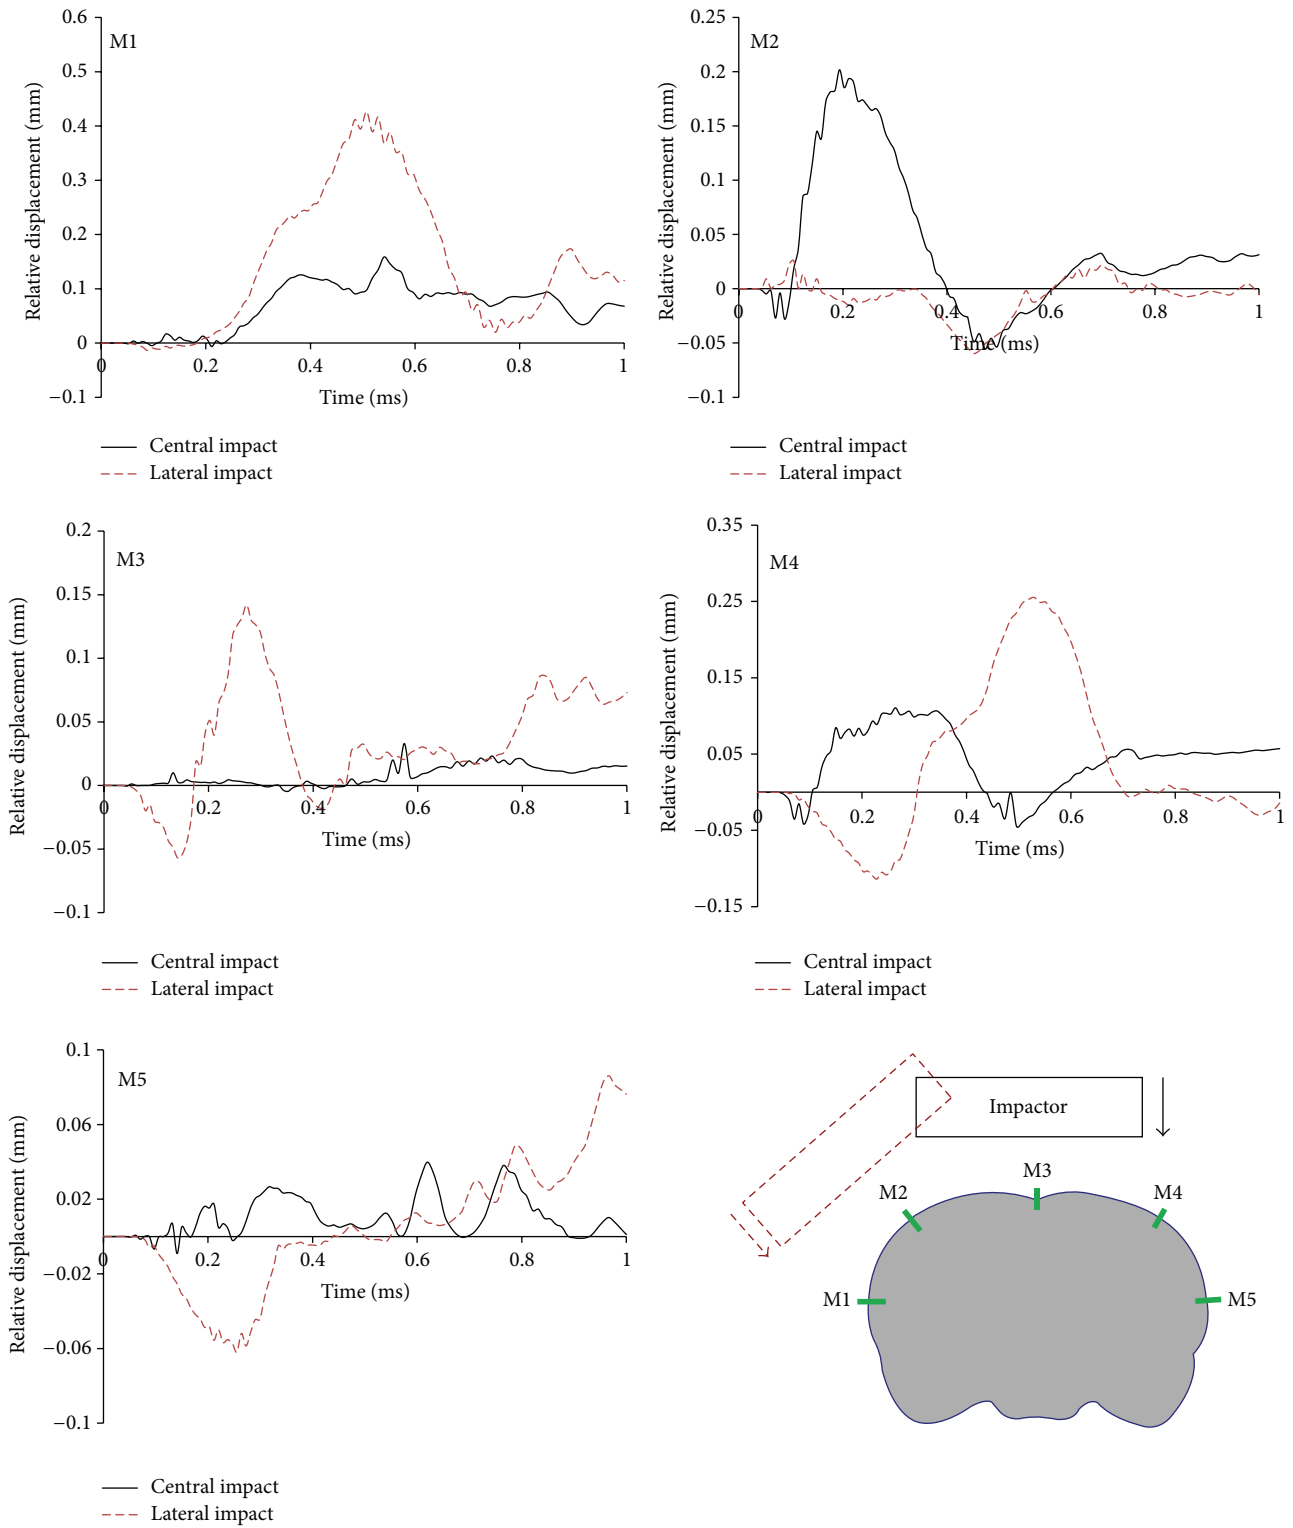 M1
Relative displacement (mm)
0.6
0.5
0.4
0.3
0.2
0.1
0
−0.1
0 0.2 0.4 0.6 0.8 1
Time (ms)
Central impact
Lateral impact
M2
Relative displacement (mm)
0.25
0.2
0.15
0.1
0.05
0
−0.05
−0.1
0 0.2 0.4 0.6 0.8 1
Time (ms)
Central impact
Lateral impact
M3
Relative displacement (mm)
0.2
0.15
0.1
0.05
0
−0.05
−0.1
0 0.2 0.4 0.6 0.8 1
Time (ms)
Central impact
Lateral impact
M4
Relative displacement (mm)
0.35
0.25
0.15
0.05
−0.05
−0.15
0 0.2 0.4 0.6 0.8 1
Time (ms)
Central impact
Lateral impact
M5
Relative displacement (mm)
0.1
0.06
0.02
−0.02
−0.06
−0.1
0 0.2 0.4 0.6 0.8 1
Time (ms)
Central impact
Lateral impact
Impactor
M3
M2 M4
M1 M5